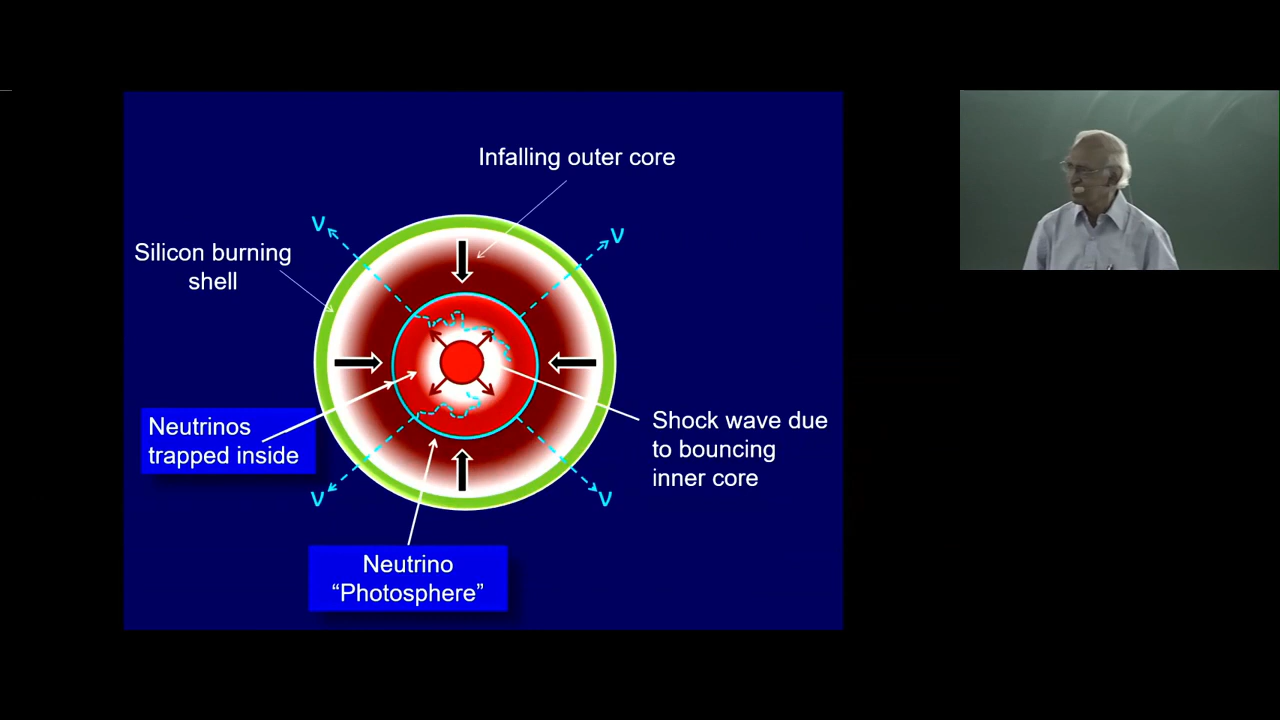 Infalling outer core
ν
ν
Silicon burning
shell
Neutrinos
trapped inside
Shock wave due
to bouncing
inner core
ν
ν
Neutrino
“Photosphere”